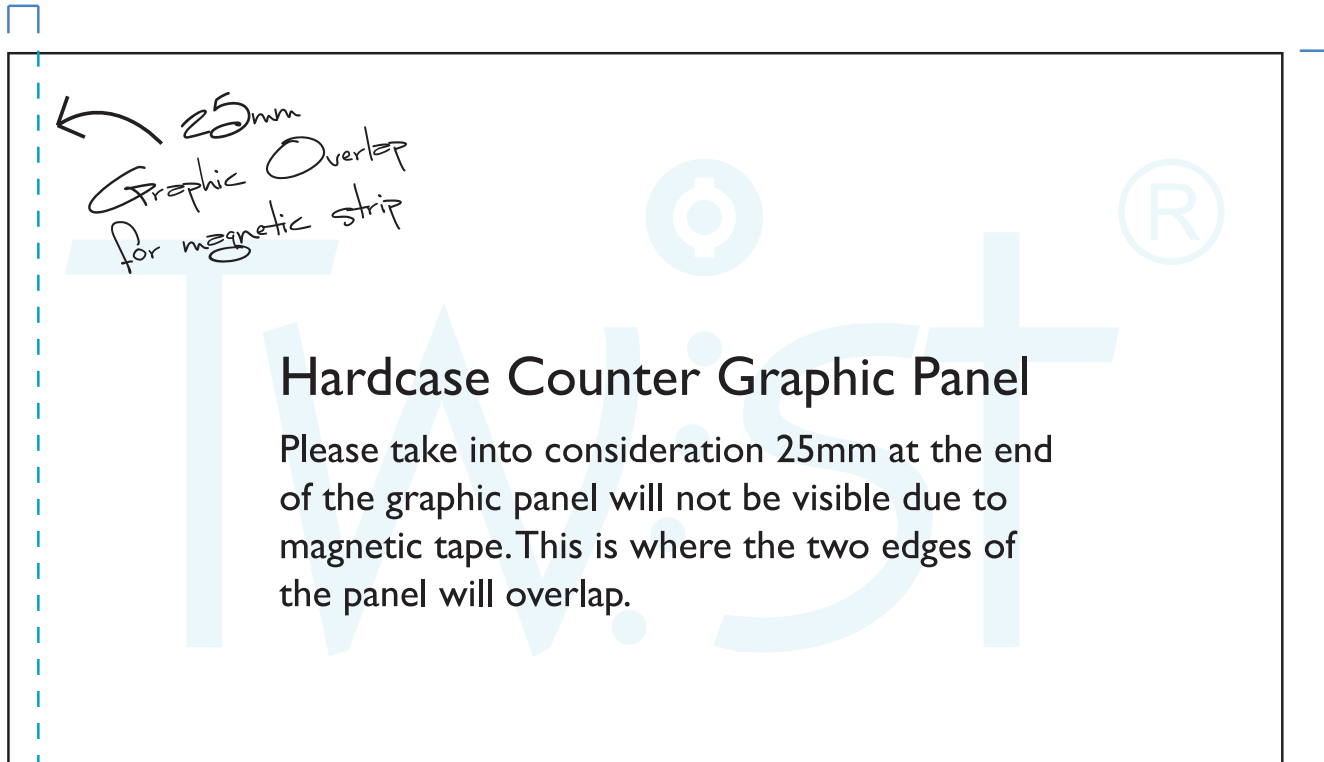 25mm
Graphic Overlap
for magnetic strip
Twist®
Hardcase Counter Graphic Panel
Please take into consideration 25mm at the end
of the graphic panel will not be visible due to
magnetic tape. This is where the two edges of
the panel will overlap.